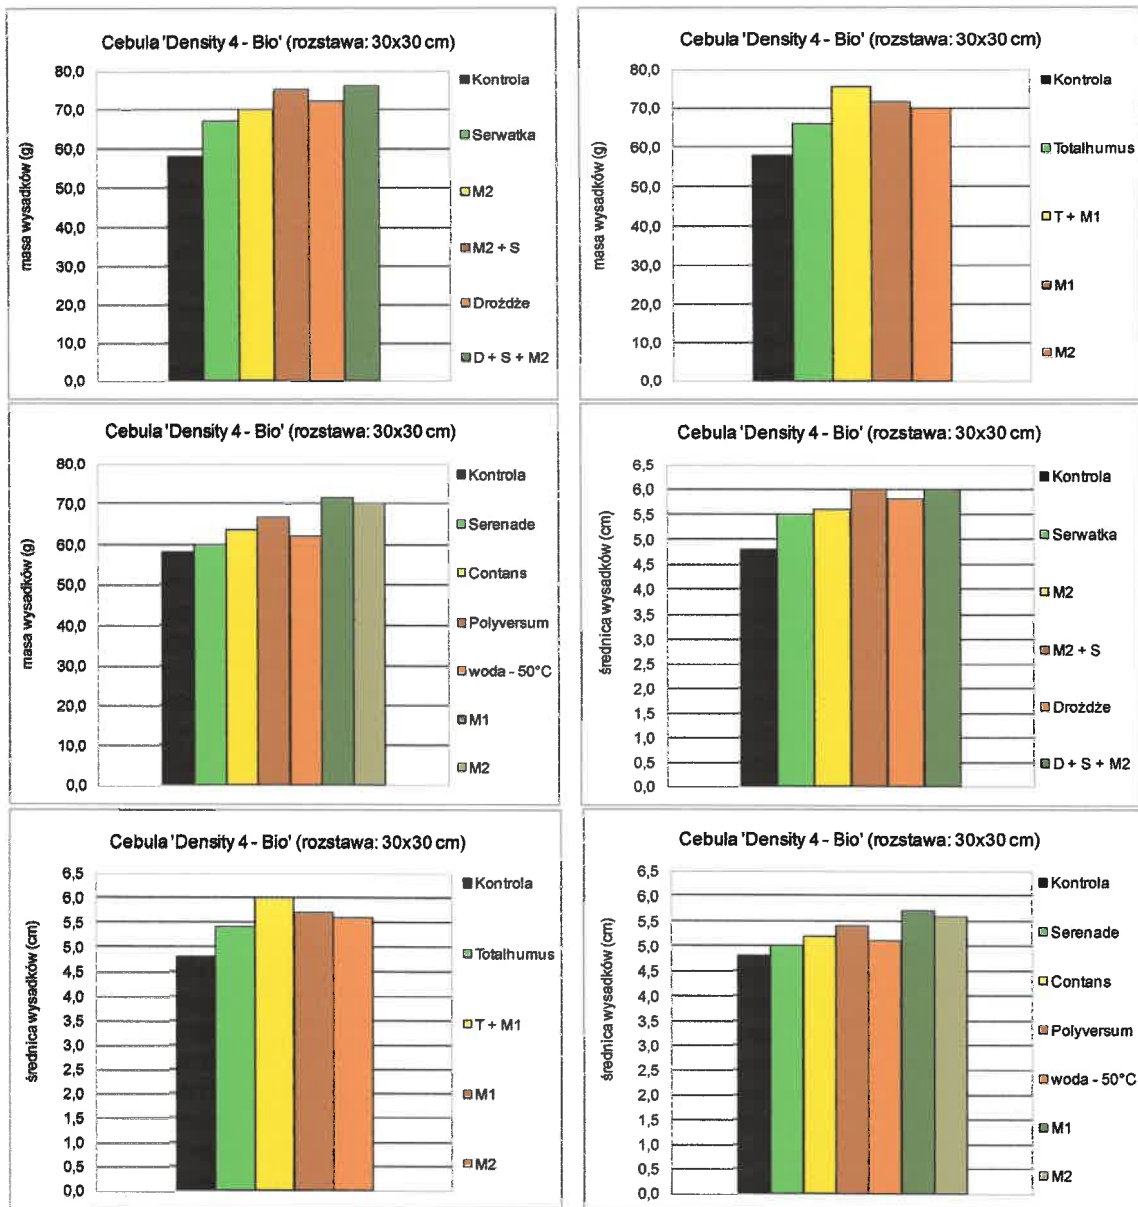 Cebula 'Density 4 - Bio' (rozstawa: 30x30 cm)
masa wysadków (g)
80,0
70,0
60,0
50,0
40,0
30,0
20,0
10,0
0,0
Kontrola
Serwatka
M2
M2 + S
Drożdże
D + S + M2
Cebula 'Density 4 - Bio' (rozstawa: 30x30 cm)
masa wysadków (g)
80,0
70,0
60,0
50,0
40,0
30,0
20,0
10,0
0,0
Kontrola
Totalhumus
T + M1
M1
M2
Cebula 'Density 4 - Bio' (rozstawa: 30x30 cm)
masa wysadków (g)
80,0
70,0
60,0
50,0
40,0
30,0
20,0
10,0
0,0
Kontrola
Serenade
Contans
Polyversum
woda - 50°C
M1
M2
Cebula 'Density 4 - Bio' (rozstawa: 30x30 cm)
średnica wysadków (cm)
6,5
6,0
5,5
5,0
4,5
4,0
3,5
3,0
2,5
2,0
1,5
1,0
0,5
0,0
Kontrola
Serwatka
M2
M2 + S
Drożdże
D + S + M2
Cebula 'Density 4 - Bio' (rozstawa: 30x30 cm)
średnica wysadków (cm)
6,5
6,0
5,5
5,0
4,5
4,0
3,5
3,0
2,5
2,0
1,5
1,0
0,5
0,0
Kontrola
Totalhumus
T + M1
M1
M2
Cebula 'Density 4 - Bio' (rozstawa: 30x30 cm)
średnica wysadków (cm)
6,5
6,0
5,5
5,0
4,5
4,0
3,5
3,0
2,5
2,0
1,5
1,0
0,5
0,0
Kontrola
Serenade
Contans
Polyversum
woda - 50°C
M1
M2